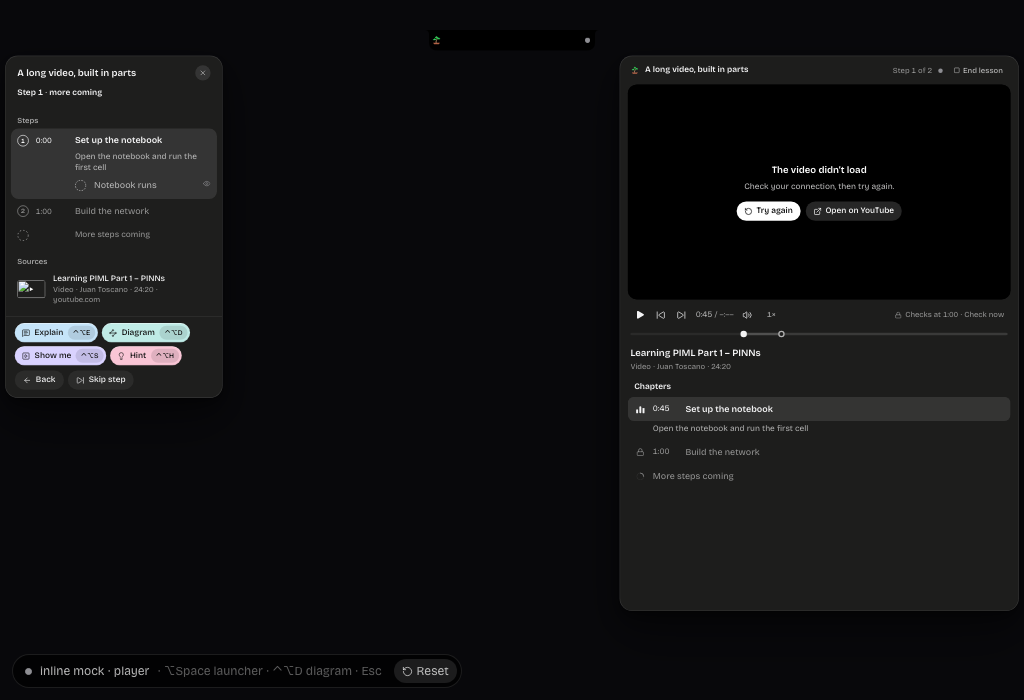 A long video, built in parts
Step 1 · more coming
Steps
1 0:00 Set up the notebook
Open the notebook and run the
first cell
Notebook runs
2 1:00 Build the network
More steps coming
Sources
Learning PIML Part 1 – PINNs
Video · Juan Toscano · 24:20 ·
youtube.com
Explain ⌃⌥E Diagram ⌃⌥D
Show me ⌃⌥S Hint ⌃⌥H
Back Skip step
A long video, built in parts Step 1 of 2 End lesson
The video didn't load
Check your connection, then try again.
Try again Open on YouTube
0:45 / –:–– 1× Checks at 1:00 · Check now
Learning PIML Part 1 – PINNs
Video · Juan Toscano · 24:20
Chapters
0:45 Set up the notebook
Open the notebook and run the first cell
1:00 Build the network
More steps coming
inline mock · player · ⌥Space launcher · ⌃⌥D diagram · Esc Reset